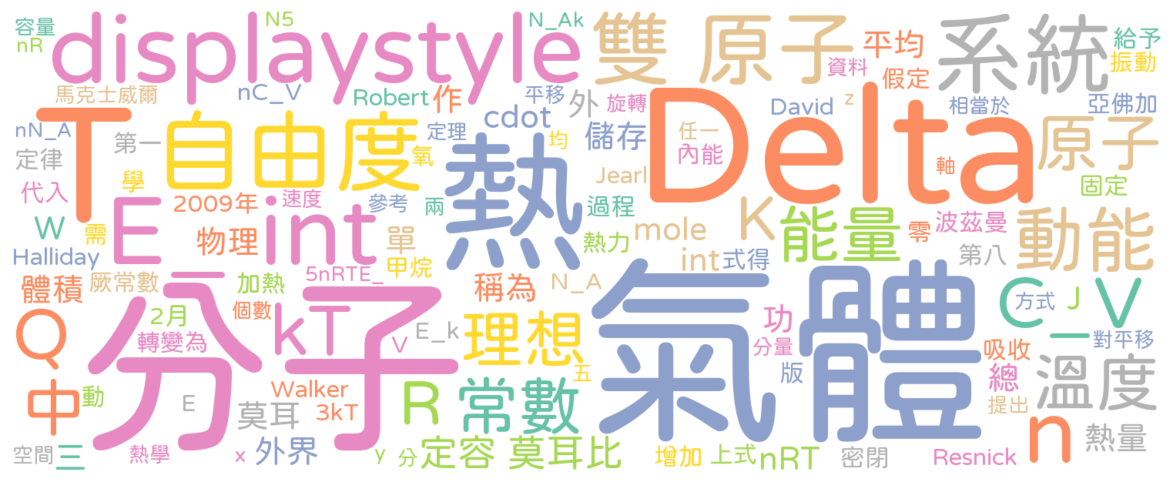 容量 N5 displaystyle N_Ak 雙 原子 平均 系統 給予
nR 資料 假定 振動
馬克士威爾 nC_V Robert 作 平移 外 旋轉 David z 相當於 亞佛加
T 自由度 定理 cdot 儲存 任一 Delta 原子
nN_A 第一 氧 熱 均 內能 軸 固定
定律 學 Jearl
代入 2009年 速度 參考 兩 過程 K 能量 零 波茲曼 動能
W 需 E int 物理 單 mole
Halliday 甲烷 熱力 int 式得 第八
體積 厥常數 加熱 5nRTE_ 稱為 N_A C_V 方式 J
Q 分子 2月 個數 kT E_k 理想 氣體 功 對平移
轉變為 V 分量 吸收
中 動 Walker 五 版 總 溫度
E 莫耳 3kT R 常數 提出 n
空間 三 熱學 x 外界 y 分 定容 莫耳比 增加 上式 nRT 密閉 Resnick 熱量